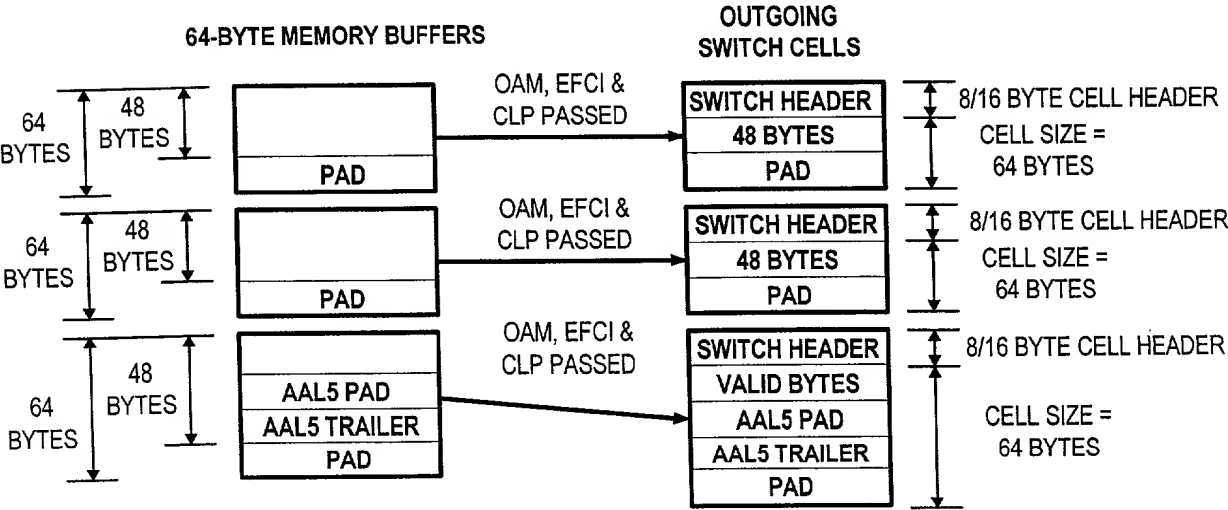 64-BYTE MEMORY BUFFERS
OUTGOING
SWITCH CELLS
64
BYTES
48
BYTES
PAD
OAM, EFCI &
CLP PASSED
SWITCH HEADER
48 BYTES
PAD
8/16 BYTE CELL HEADER
CELL SIZE =
64 BYTES
64
BYTES
48
BYTES
PAD
OAM, EFCI &
CLP PASSED
SWITCH HEADER
48 BYTES
PAD
8/16 BYTE CELL HEADER
CELL SIZE =
64 BYTES
64
BYTES
48
BYTES
AAL5 PAD
AAL5 TRAILER
PAD
OAM, EFCI &
CLP PASSED
SWITCH HEADER
VALID BYTES
AAL5 PAD
AAL5 TRAILER
PAD
8/16 BYTE CELL HEADER
CELL SIZE =
64 BYTES